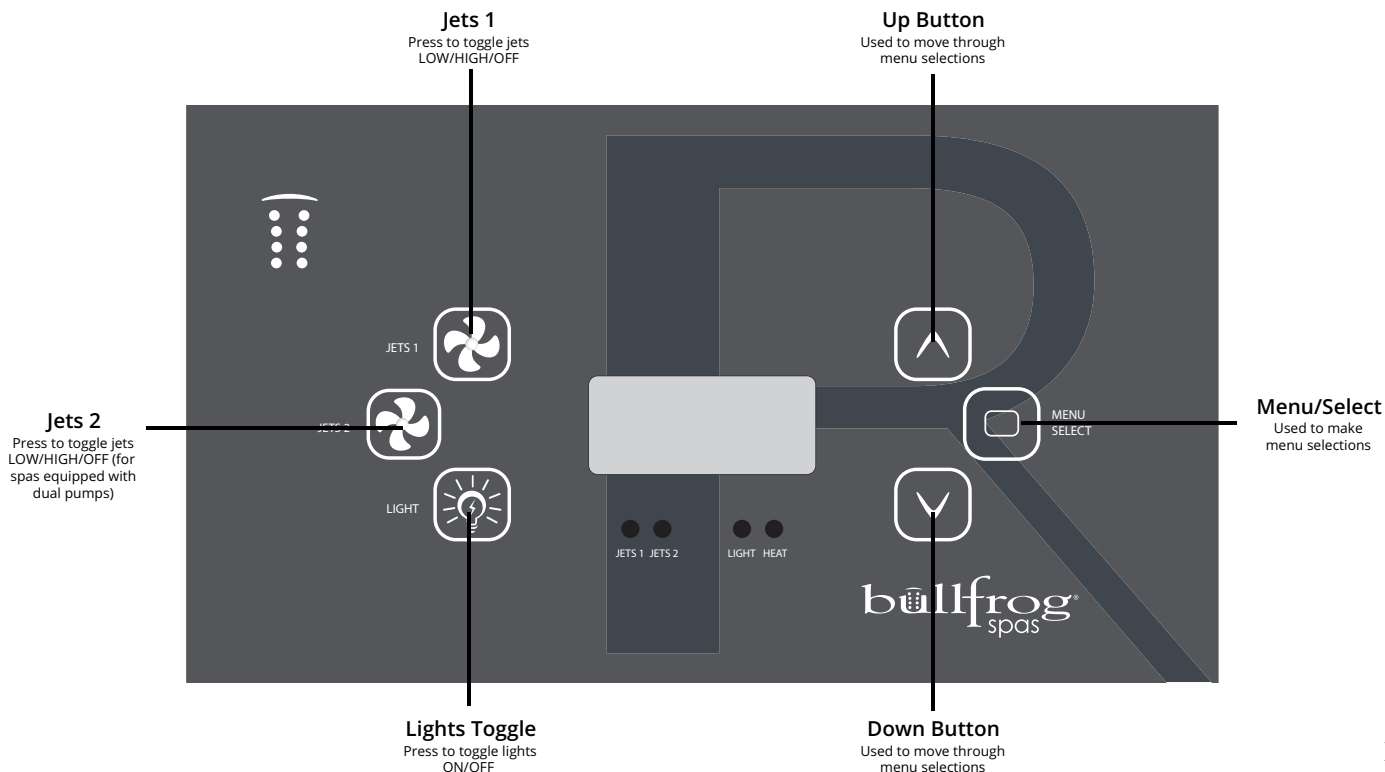 Jets 1
Press to toggle jets
LOW/HIGH/OFF
Up Button
Used to move through
menu selections
JETS 1
JETS 2
Jets 2
Press to toggle jets
LOW/HIGH/OFF (for
spas equipped with
dual pumps)
MENU
SELECT
Menu/Select
Used to make
menu selections
LIGHT
JETS 1 JETS 2 LIGHT HEAT
bullfrog®
spas
Lights Toggle
Press to toggle lights
ON/OFF
Down Button
Used to move through
menu selections